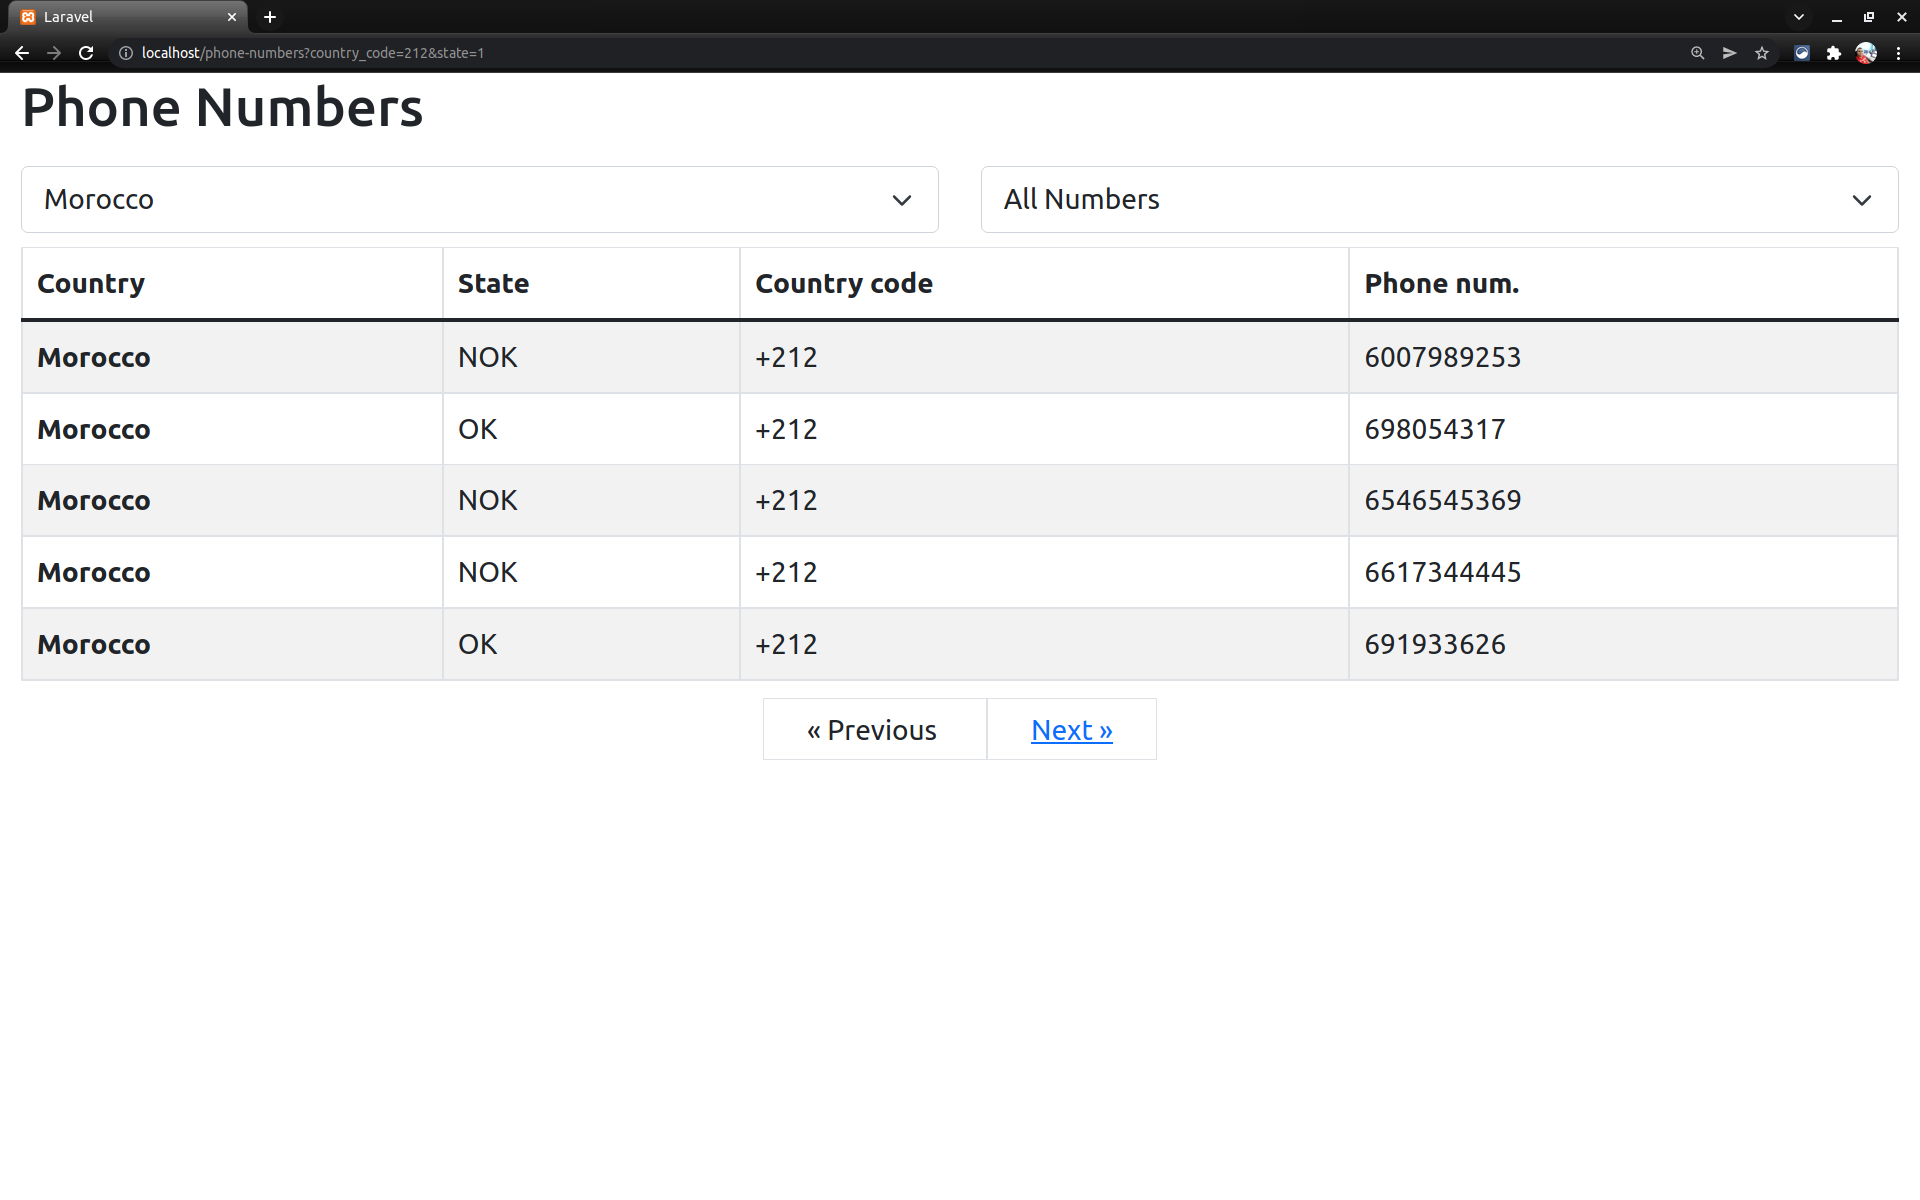 Laravel
localhost/phone-numbers?country_code=212&state=1
Phone Numbers
Morocco All Numbers
Country State Country code Phone num.
Morocco NOK +212 6007989253
Morocco OK +212 698054317
Morocco NOK +212 6546545369
Morocco NOK +212 6617344445
Morocco OK +212 691933626
« Previous Next »